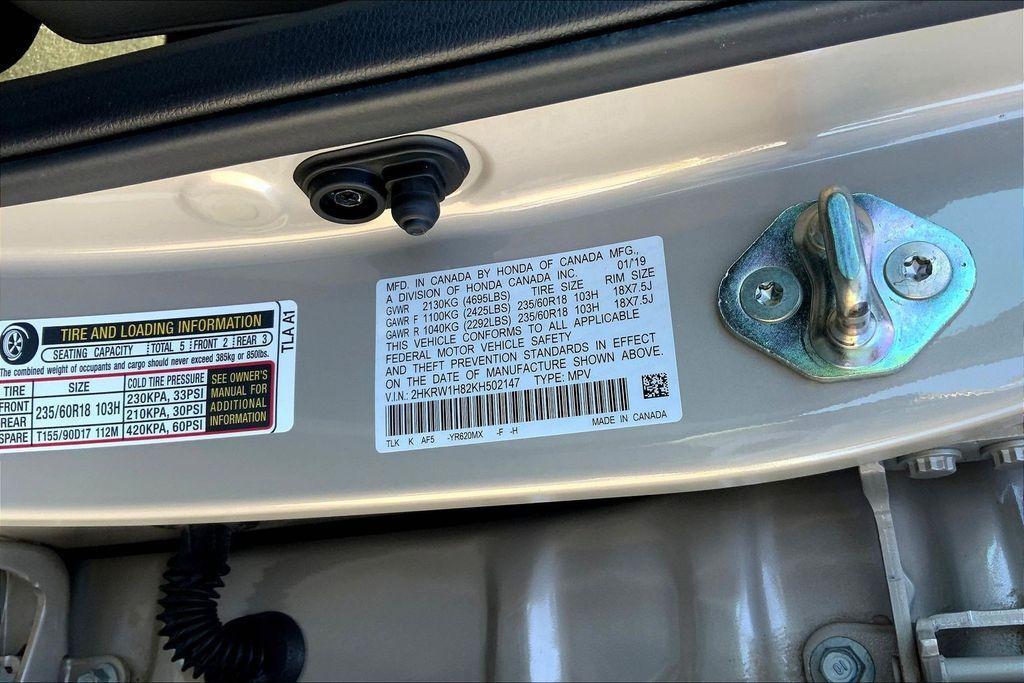 TIRE AND LOADING INFORMATION
SEATING CAPACITY TOTAL 5 FRONT 2 REAR 3
The combined weight of occupants and cargo should never exceed 385kg or 850lbs.
TIRE SIZE COLD TIRE PRESSURE
FRONT 235/60R18 103H 230KPA, 33PSI
REAR 210KPA, 30PSI
SPARE T155/90D17 112M 420KPA, 60PSI
SEE OWNER'S
MANUAL FOR
ADDITIONAL
INFORMATION
TLA A1
MFD. IN CANADA BY HONDA OF CANADA MFG.,
A DIVISION OF HONDA CANADA INC. 01/19
GVWR 2130KG (4695LBS) TIRE SIZE RIM SIZE
GAWR F 1100KG (2425LBS) 235/60R18 103H 18X7.5J
GAWR R 1040KG (2292LBS) 235/60R18 103H 18X7.5J
THIS VEHICLE CONFORMS TO ALL APPLICABLE
FEDERAL MOTOR VEHICLE SAFETY
AND THEFT PREVENTION STANDARDS IN EFFECT
ON THE DATE OF MANUFACTURE SHOWN ABOVE.
V.I.N.: 2HKRW1H82KH502147 TYPE: MPV
MADE IN CANADA
TLK K AF5 -YR620MX -F -H
10